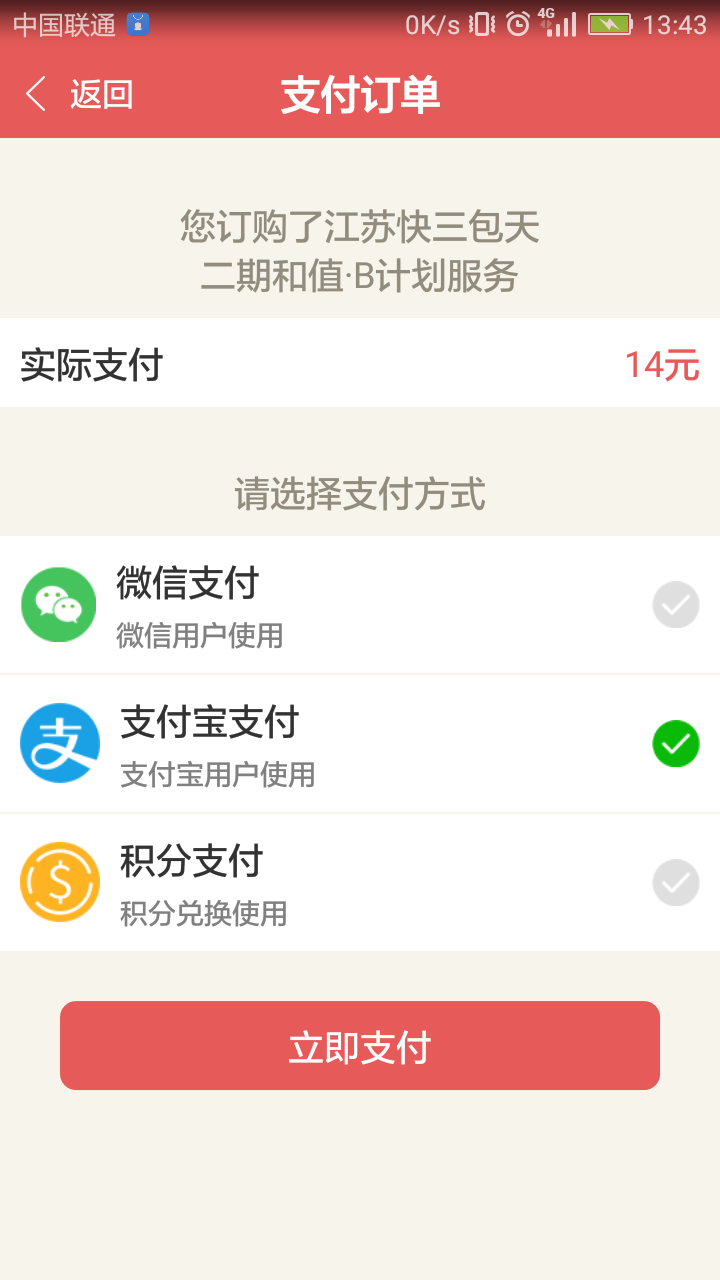 中国联通 0K/s 4G 13:43
返回 支付订单
您订购了江苏快三包天
二期和值·B计划服务
实际支付 14元
请选择支付方式
微信支付
微信用户使用
支付宝支付
支付宝用户使用
积分支付
积分兑换使用
立即支付